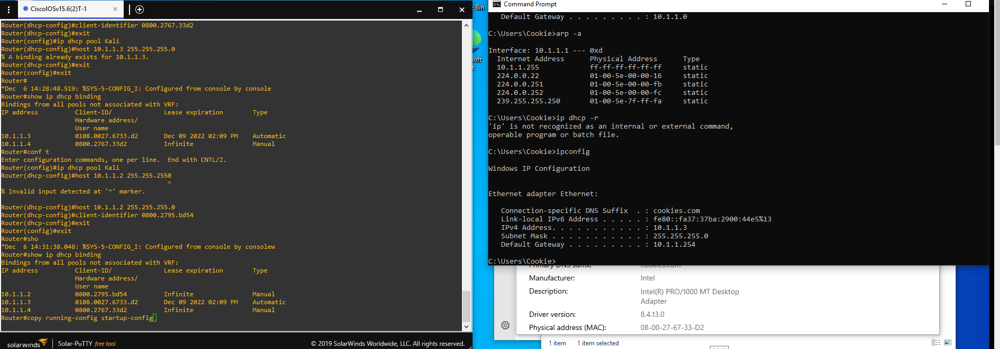 CiscoIOSv15.6(2)T-1
Router(dhcp-config)#client-identifier 0800.2767.33d2
Router(dhcp-config)#exit
Router(config)#ip dhcp pool Kali
Router(dhcp-config)#host 10.1.1.3 255.255.255.0
% A binding already exists for 10.1.1.3.
Router(dhcp-config)#exit
Router(config)#exit
Router#
*Dec  6 14:28:48.519: %SYS-5-CONFIG_I: Configured from console by console
Router#show ip dhcp binding
Bindings from all pools not associated with VRF:
IP address          Client-ID/              Lease expiration        Type
                    Hardware address/
                    User name
10.1.1.3            0108.0027.6733.d2       Dec 09 2022 02:09 PM    Automatic
10.1.1.4            0800.2767.33d2          Infinite                Manual
Router#conf t
Enter configuration commands, one per line.  End with CNTL/Z.
Router(config)#ip dhcp pool Kali
Router(dhcp-config)#host 10.1.1.2 255.255.2550
                                             ^
% Invalid input detected at '^' marker.
Router(dhcp-config)#host 10.1.1.2 255.255.255.0
Router(dhcp-config)#client-identifier 0800.2795.bd54
Router(dhcp-config)#exit
Router(config)#exit
Router#sho
*Dec  6 14:31:38.048: %SYS-5-CONFIG_I: Configured from console by consolew
Router#show ip dhcp binding
Bindings from all pools not associated with VRF:
IP address          Client-ID/              Lease expiration        Type
                    Hardware address/
                    User name
10.1.1.2            0800.2795.bd54          Infinite                Manual
10.1.1.3            0108.0027.6733.d2       Dec 09 2022 02:09 PM    Automatic
10.1.1.4            0800.2767.33d2          Infinite                Manual
Router#copy running-config startup-config
solarwinds Solar-PuTTY free tool © 2019 SolarWinds Worldwide, LLC. All rights reserved.
Bin
Command Prompt
   Default Gateway . . . . . . . . . : 10.1.1.0
C:\Users\Cookie>arp -a
Interface: 10.1.1.1 --- 0xd
  Internet Address      Physical Address      Type
  10.1.1.255            ff-ff-ff-ff-ff-ff     static
  224.0.0.22            01-00-5e-00-00-16     static
  224.0.0.251           01-00-5e-00-00-fb     static
  224.0.0.252           01-00-5e-00-00-fc     static
  239.255.255.250       01-00-5e-7f-ff-fa     static
C:\Users\Cookie>ip dhcp -r
'ip' is not recognized as an internal or external command,
operable program or batch file.
C:\Users\Cookie>ipconfig
Windows IP Configuration
Ethernet adapter Ethernet:
   Connection-specific DNS Suffix  . : cookies.com
   Link-local IPv6 Address . . . . . : fe80::fa37:37ba:2900:44e5%13
   IPv4 Address. . . . . . . . . . . : 10.1.1.3
   Subnet Mask . . . . . . . . . . . : 255.255.255.0
   Default Gateway . . . . . . . . . : 10.1.1.254
C:\Users\Cookie>
Primary DNS suffix: cookies.com
Manufacturer: Intel
Description: Intel(R) PRO/1000 MT Desktop
Adapter
Driver version: 8.4.13.0
Physical address (MAC): 08-00-27-67-33-D2
1 item 1 item selected